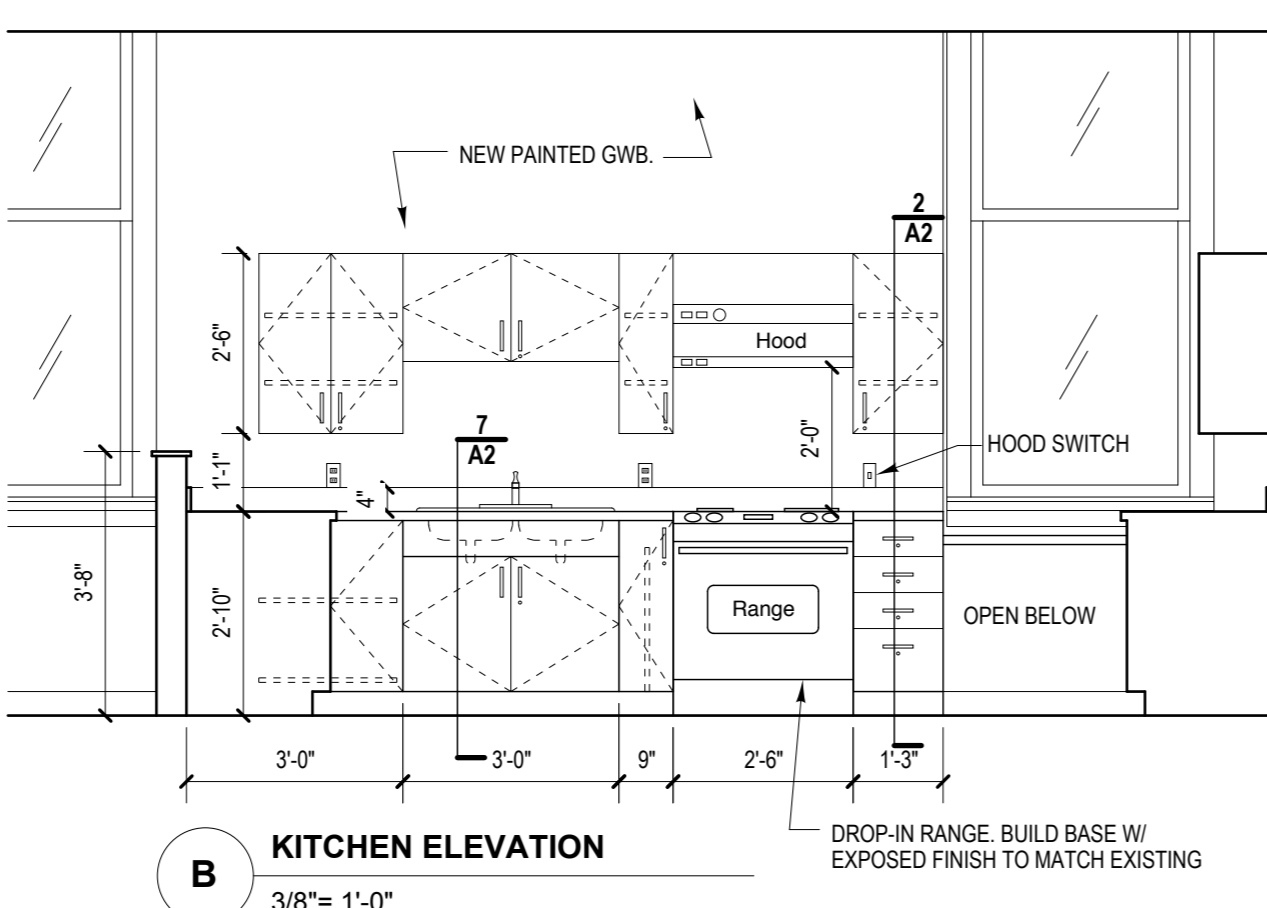 NEW PAINTED GWB.
2
A2
2'-6"
Hood
7
A2
2'-0"
HOOD SWITCH
1'-1"
4"
3'-8"
2'-10"
Range
OPEN BELOW
3'-0"
3'-0"
9"
2'-6"
1'-3"
DROP-IN RANGE. BUILD BASE W/
EXPOSED FINISH TO MATCH EXISTING
B
KITCHEN ELEVATION
3/8"= 1'-0"